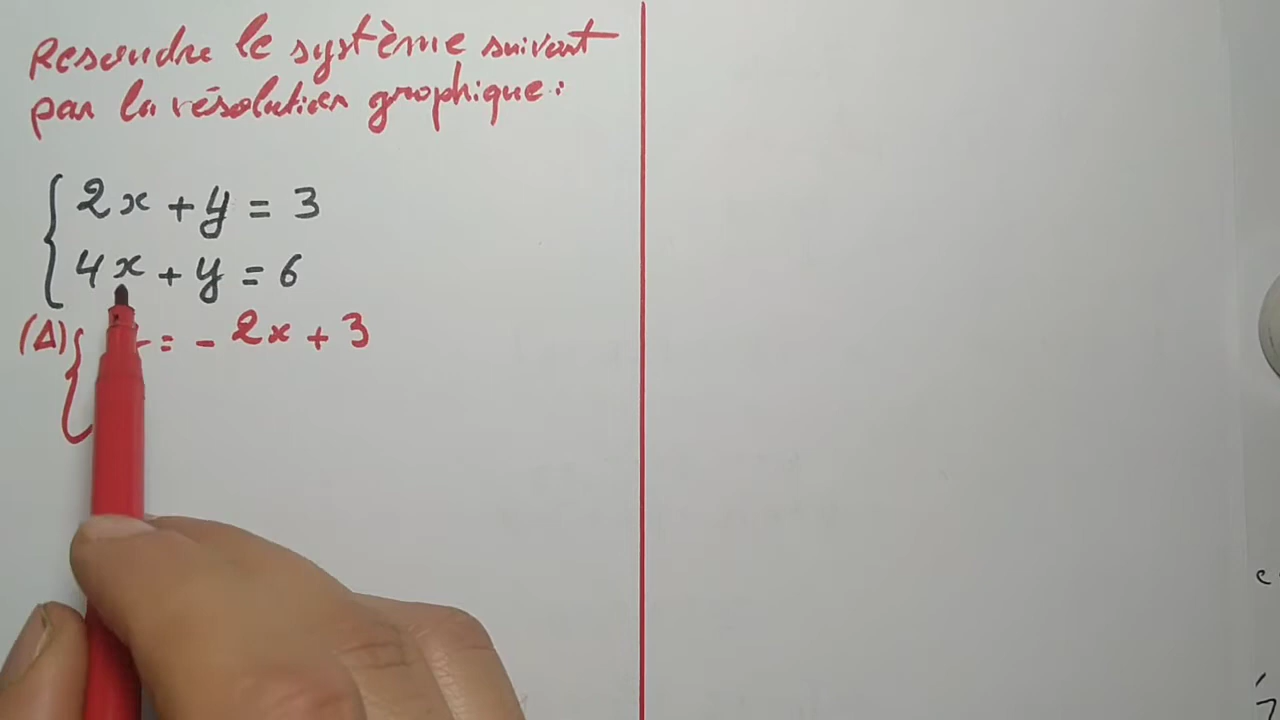 Resoudre le système suivant
par la résolution graphique :
{ 2x + y = 3
4x + y = 6
(Δ) { = - 2x + 3